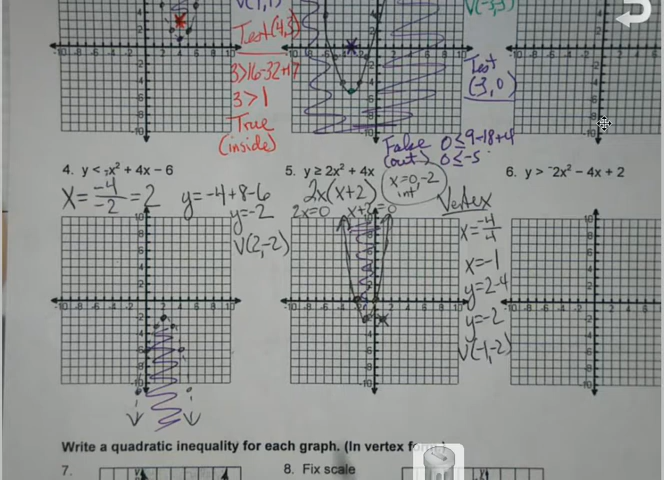 V(1,1)
Test(4,3)
3>16-32+17
3>1
True
(inside)
V(-3,3)
Test
(3,0)
False 0≤9-18+4
(out) 0≤-5
4. y < -x² + 4x - 6
x = -4/-2 = 2 y = -4+8-6
y = -2
V(2,-2)
5. y ≥ 2x² + 4x
2x(x+2)
2x=0 x+2=0
x=0,-2
int
Vertex
x = -4/4
x = -1
y = 2-4
y = -2
V(-1,-2)
6. y > -2x² - 4x + 2
Write a quadratic inequality for each graph. (In vertex form)
7.
8. Fix scale